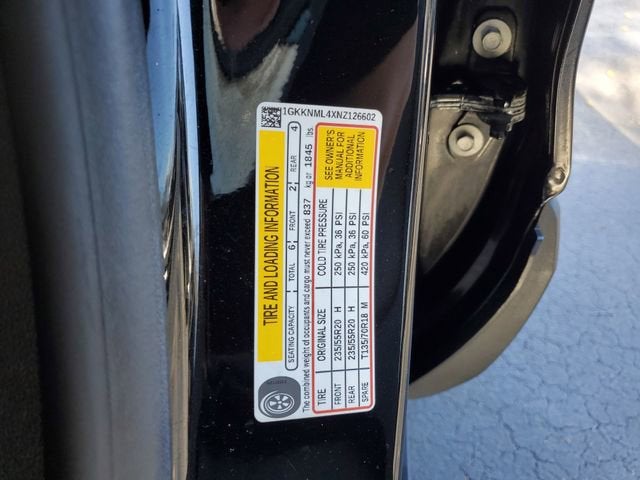 1GKKNML4XNZ126602
TIRE AND LOADING INFORMATION
SEATING CAPACITY TOTAL 6 FRONT 2 REAR 4
The combined weight of occupants and cargo must never exceed 837 kg or 1845 lbs
TIRE ORIGINAL SIZE COLD TIRE PRESSURE
FRONT 235/55R20 H 250 kPa, 36 PSI
REAR 235/55R20 H 250 kPa, 36 PSI
SPARE T135/70R18 M 420 kPa, 60 PSI
SEE OWNER'S
MANUAL FOR
ADDITIONAL
INFORMATION